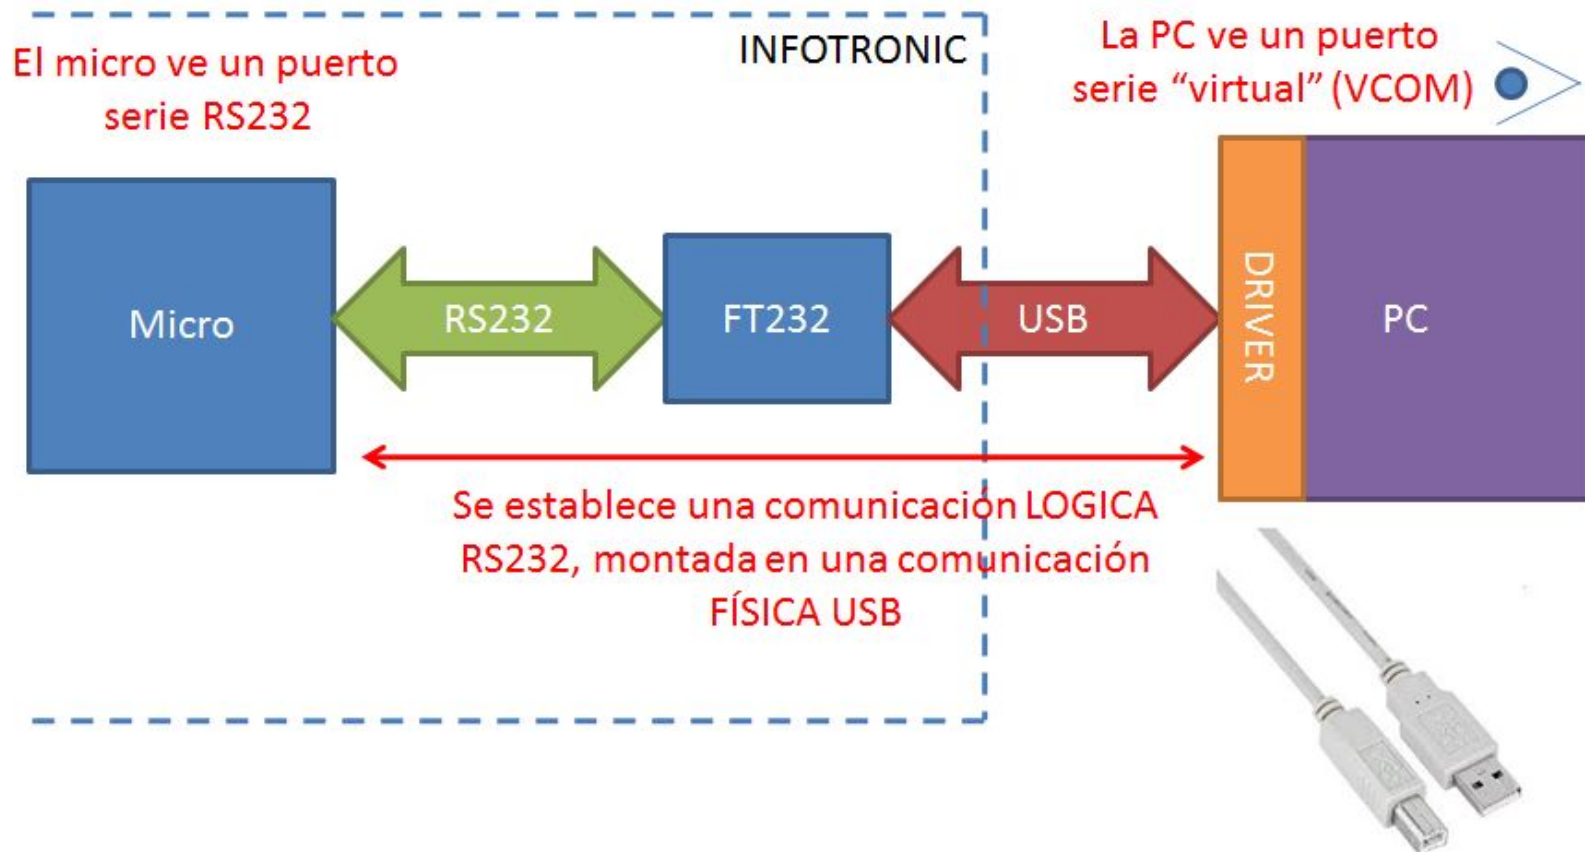 El micro ve un puerto
serie RS232
INFOTRONIC
La PC ve un puerto
serie “virtual” (VCOM)
Micro
RS232
FT232
USB
DRIVER
PC
Se establece una comunicación LOGICA
RS232, montada en una comunicación
FÍSICA USB